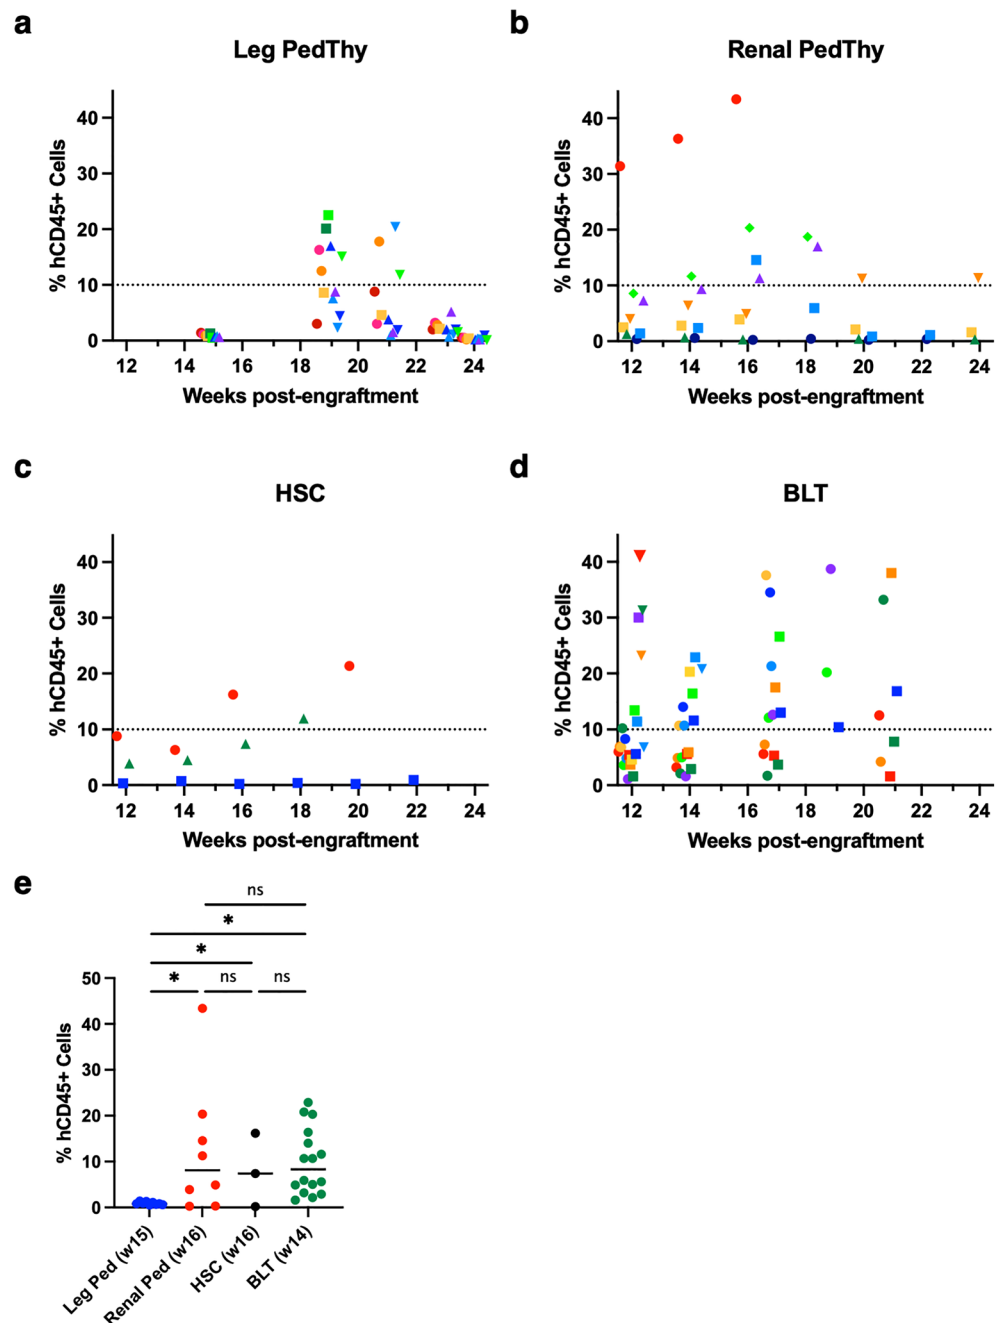 a
Leg PedThy
% hCD45+ Cells
40
30
20
10
0
12 14 16 18 20 22 24
Weeks post-engraftment
b
Renal PedThy
% hCD45+ Cells
40
30
20
10
0
12 14 16 18 20 22 24
Weeks post-engraftment
c
HSC
% hCD45+ Cells
40
30
20
10
0
12 14 16 18 20 22 24
Weeks post-engraftment
d
BLT
% hCD45+ Cells
40
30
20
10
0
12 14 16 18 20 22 24
Weeks post-engraftment
e
ns
*
*
* ns ns
% hCD45+ Cells
50
40
30
20
10
0
Leg Ped (w15)
Renal Ped (w16)
HSC (w16)
BLT (w14)